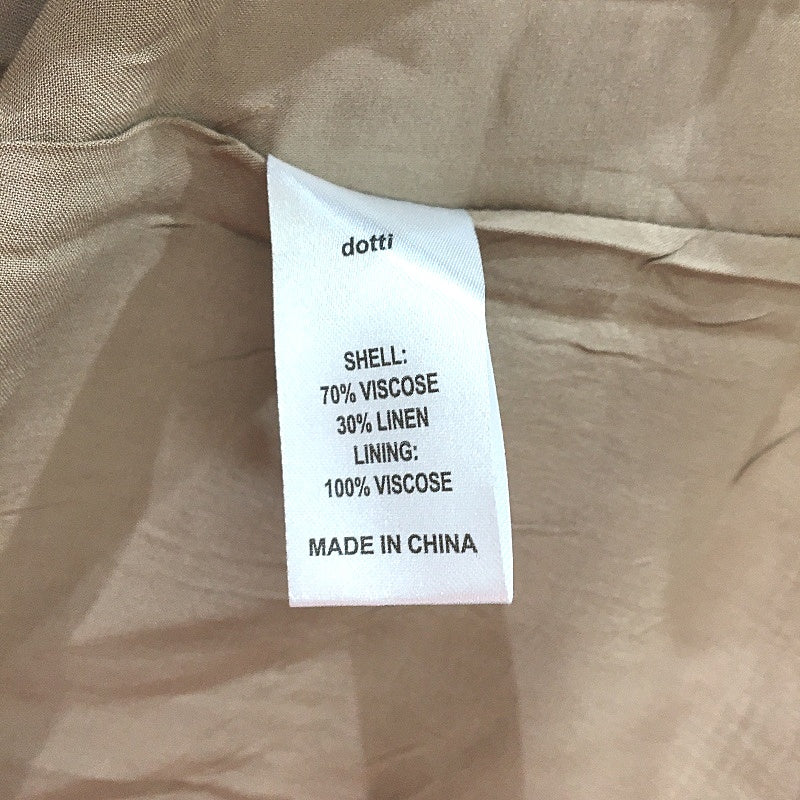 dotti
SHELL:
70% VISCOSE
30% LINEN
LINING:
100% VISCOSE
MADE IN CHINA